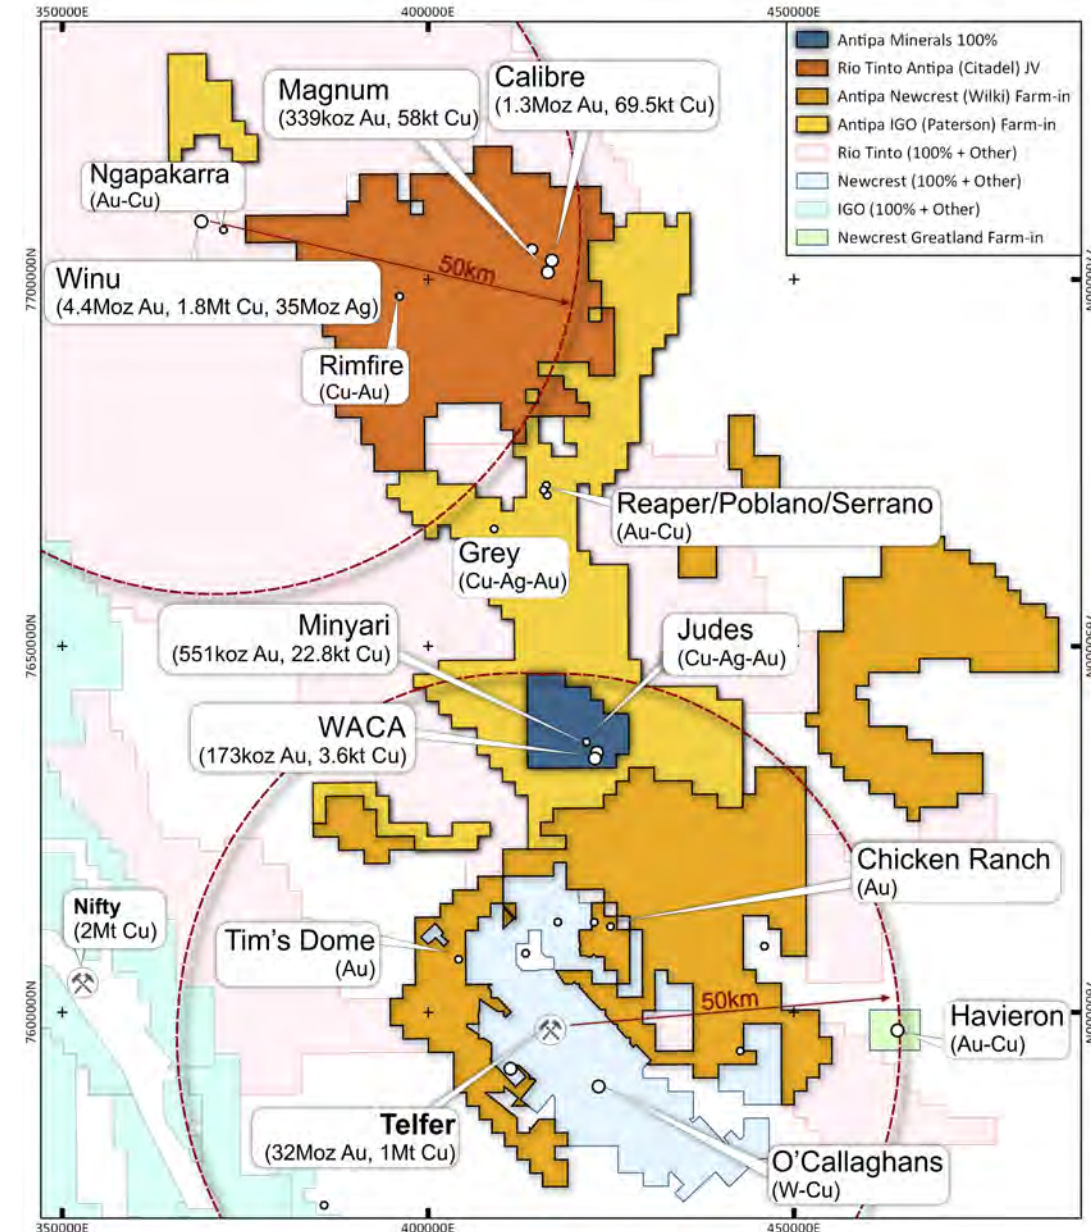 350000E
400000E
450000E
Antipa Minerals 100%
Rio Tinto Antipa (Citadel) JV
Antipa Newcrest (Wilki) Farm-in
Antipa IGO (Paterson) Farm-in
Rio Tinto (100% + Other)
Newcrest (100% + Other)
IGO (100% + Other)
Newcrest Greatland Farm-in
Magnum
(339koz Au, 58kt Cu)
Calibre
(1.3Moz Au, 69.5kt Cu)
Ngapakarra
(Au-Cu)
7700000N
7700000N
50km
Winu
(4.4Moz Au, 1.8Mt Cu, 35Moz Ag)
Rimfire
(Cu-Au)
Reaper/Poblano/Serrano
(Au-Cu)
Grey
(Cu-Ag-Au)
7650000N
7650000N
Minyari
(551koz Au, 22.8kt Cu)
Judes
(Cu-Ag-Au)
WACA
(173koz Au, 3.6kt Cu)
Chicken Ranch
(Au)
Nifty
(2Mt Cu)
Tim's Dome
(Au)
7600000N
7600000N
50km
Havieron
(Au-Cu)
Telfer
(32Moz Au, 1Mt Cu)
O'Callaghans
(W-Cu)
350000E
400000E
450000E